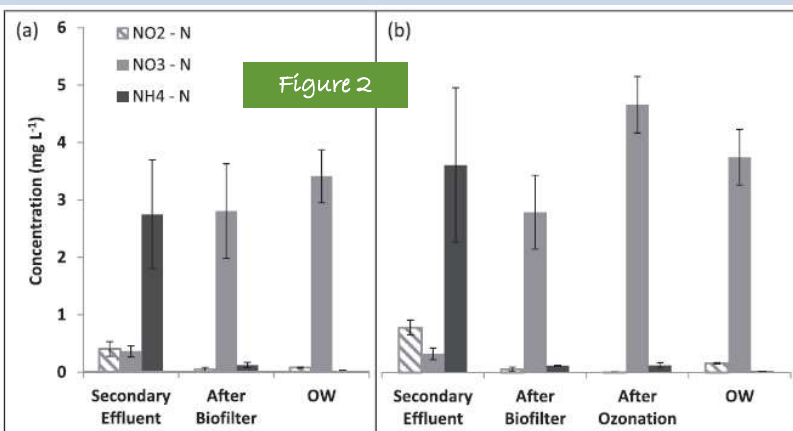 (a)
NO2 - N
NO3 - N
NH4 - N
Figure 2
(b)
Concentration (mg L-1)
6
5
4
3
2
1
0
Secondary
Effluent
After
Biofilter
OW
Secondary
Effluent
After
Biofilter
After
Ozonation
OW